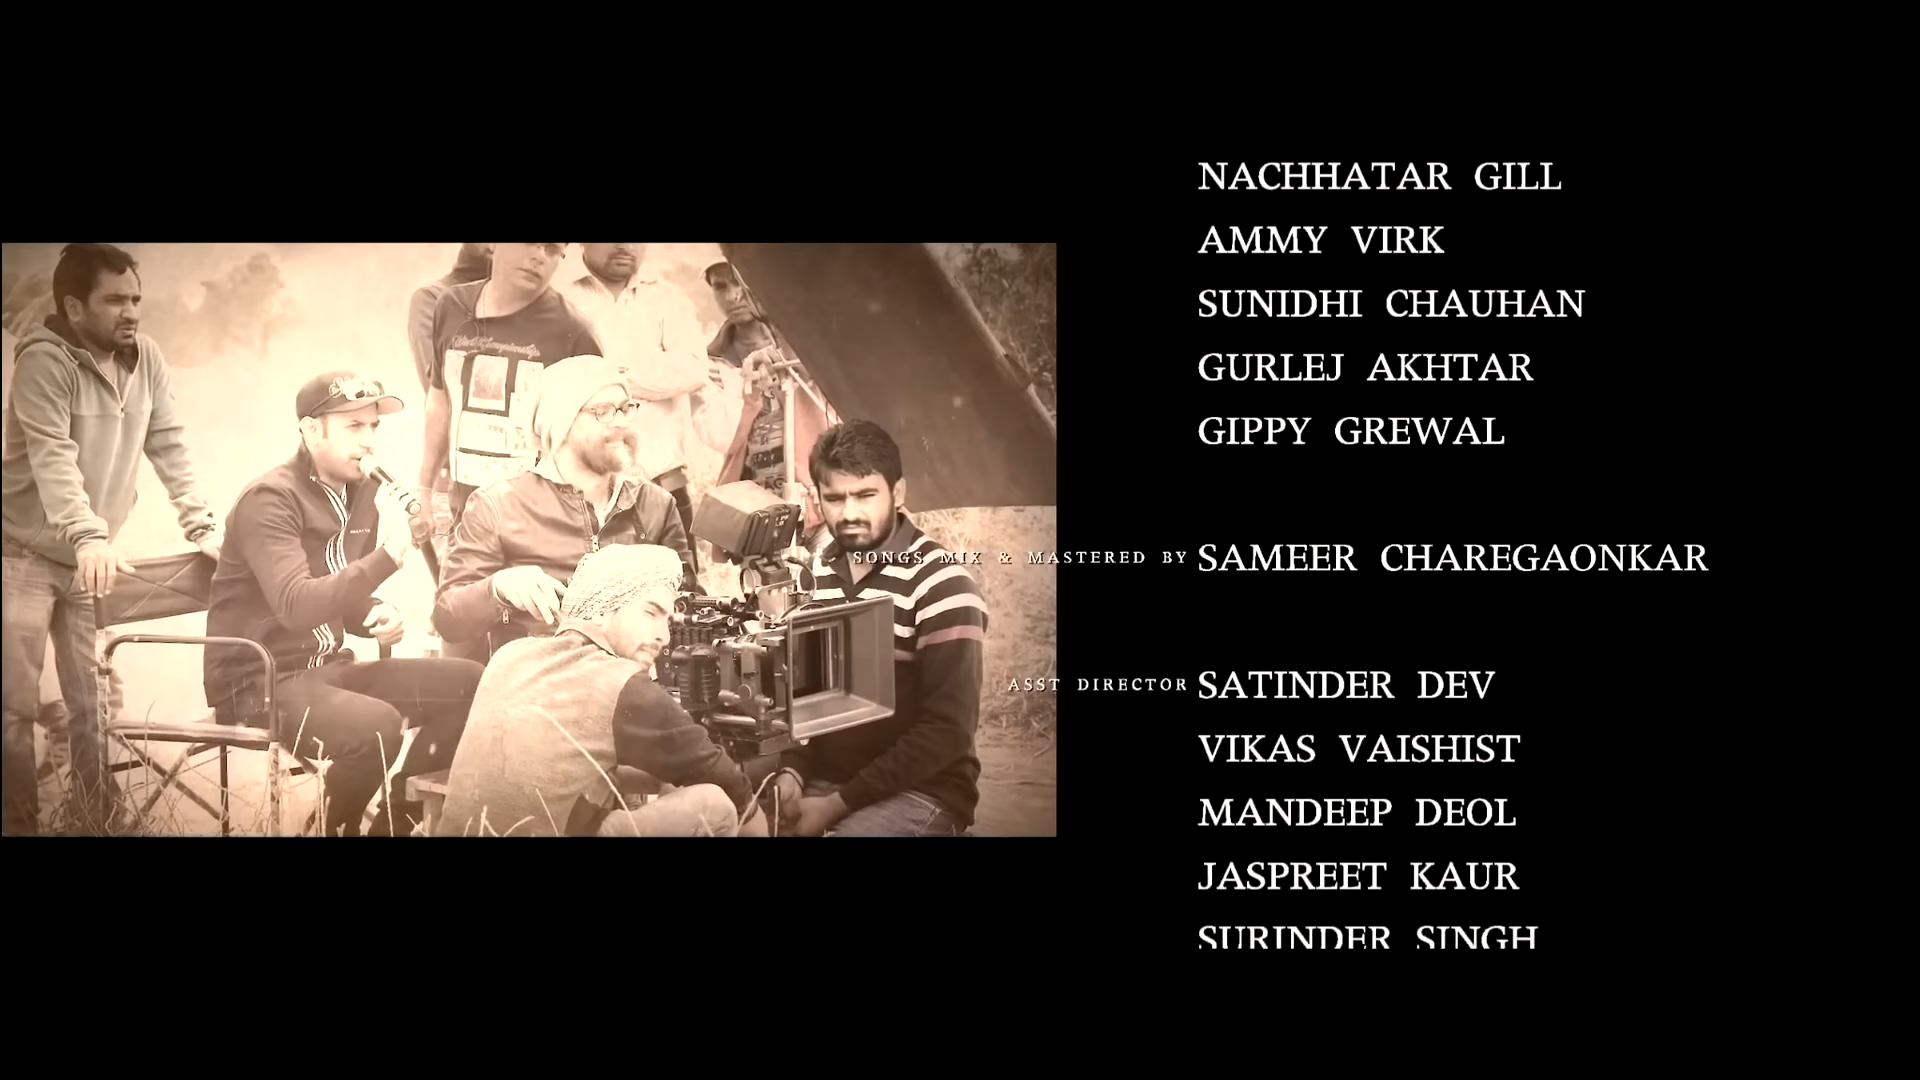 NACHHATAR GILL
AMMY VIRK
SUNIDHI CHAUHAN
GURLEJ AKHTAR
GIPPY GREWAL
SONGS MIX & MASTERED BY SAMEER CHAREGAONKAR
ASST DIRECTOR SATINDER DEV
VIKAS VAISHIST
MANDEEP DEOL
JASPREET KAUR
SURINDER SINGH